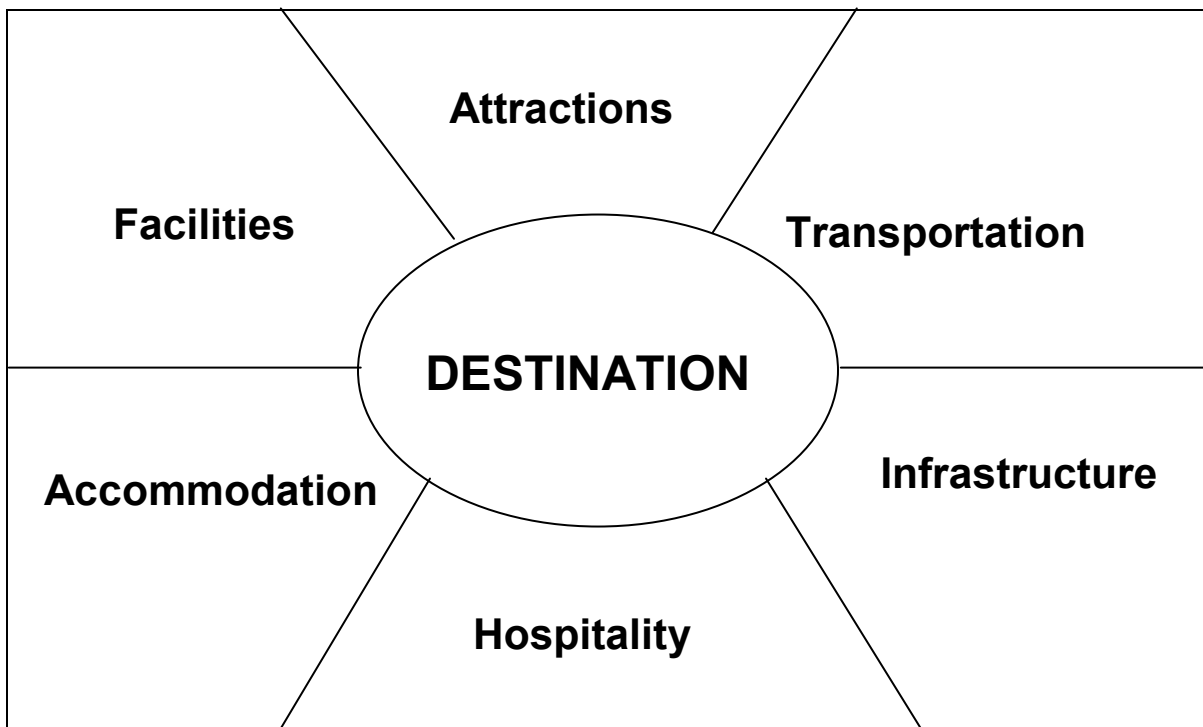 Attractions
Facilities
Transportation
DESTINATION
Accommodation
Infrastructure
Hospitality